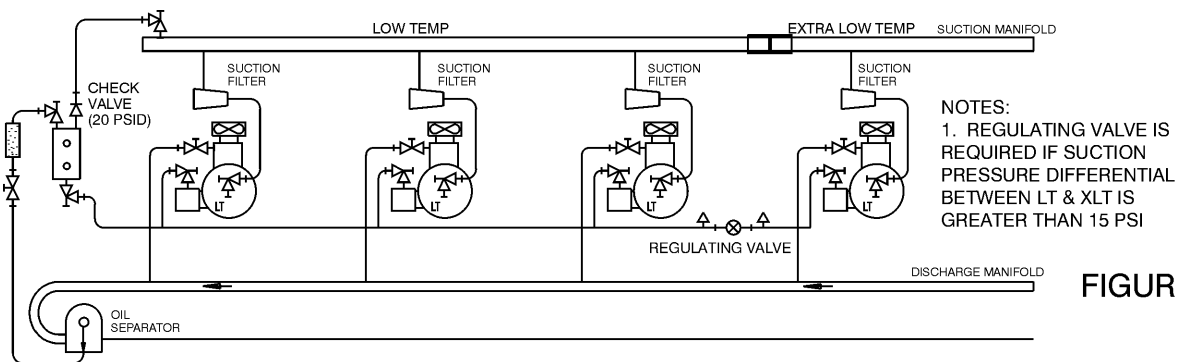 LOW TEMP
EXTRA LOW TEMP
SUCTION MANIFOLD
SUCTION
FILTER
SUCTION
FILTER
SUCTION
FILTER
SUCTION
FILTER
CHECK
VALVE
(20 PSID)
NOTES:
1. REGULATING VALVE IS
REQUIRED IF SUCTION
PRESSURE DIFFERENTIAL
BETWEEN LT & XLT IS
GREATER THAN 15 PSI
LT
LT
LT
LT
REGULATING VALVE
DISCHARGE MANIFOLD
FIGUR
OIL
SEPARATOR